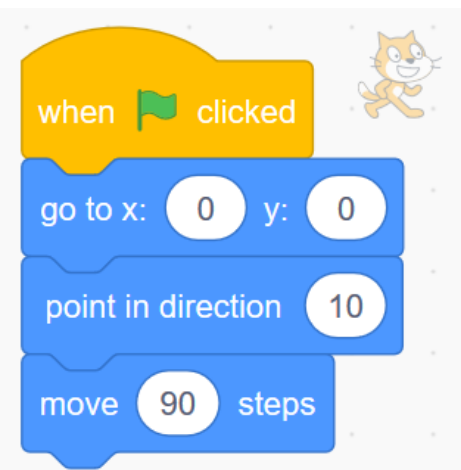 when clicked
go to x: 0 y: 0
point in direction 10
move 90 steps